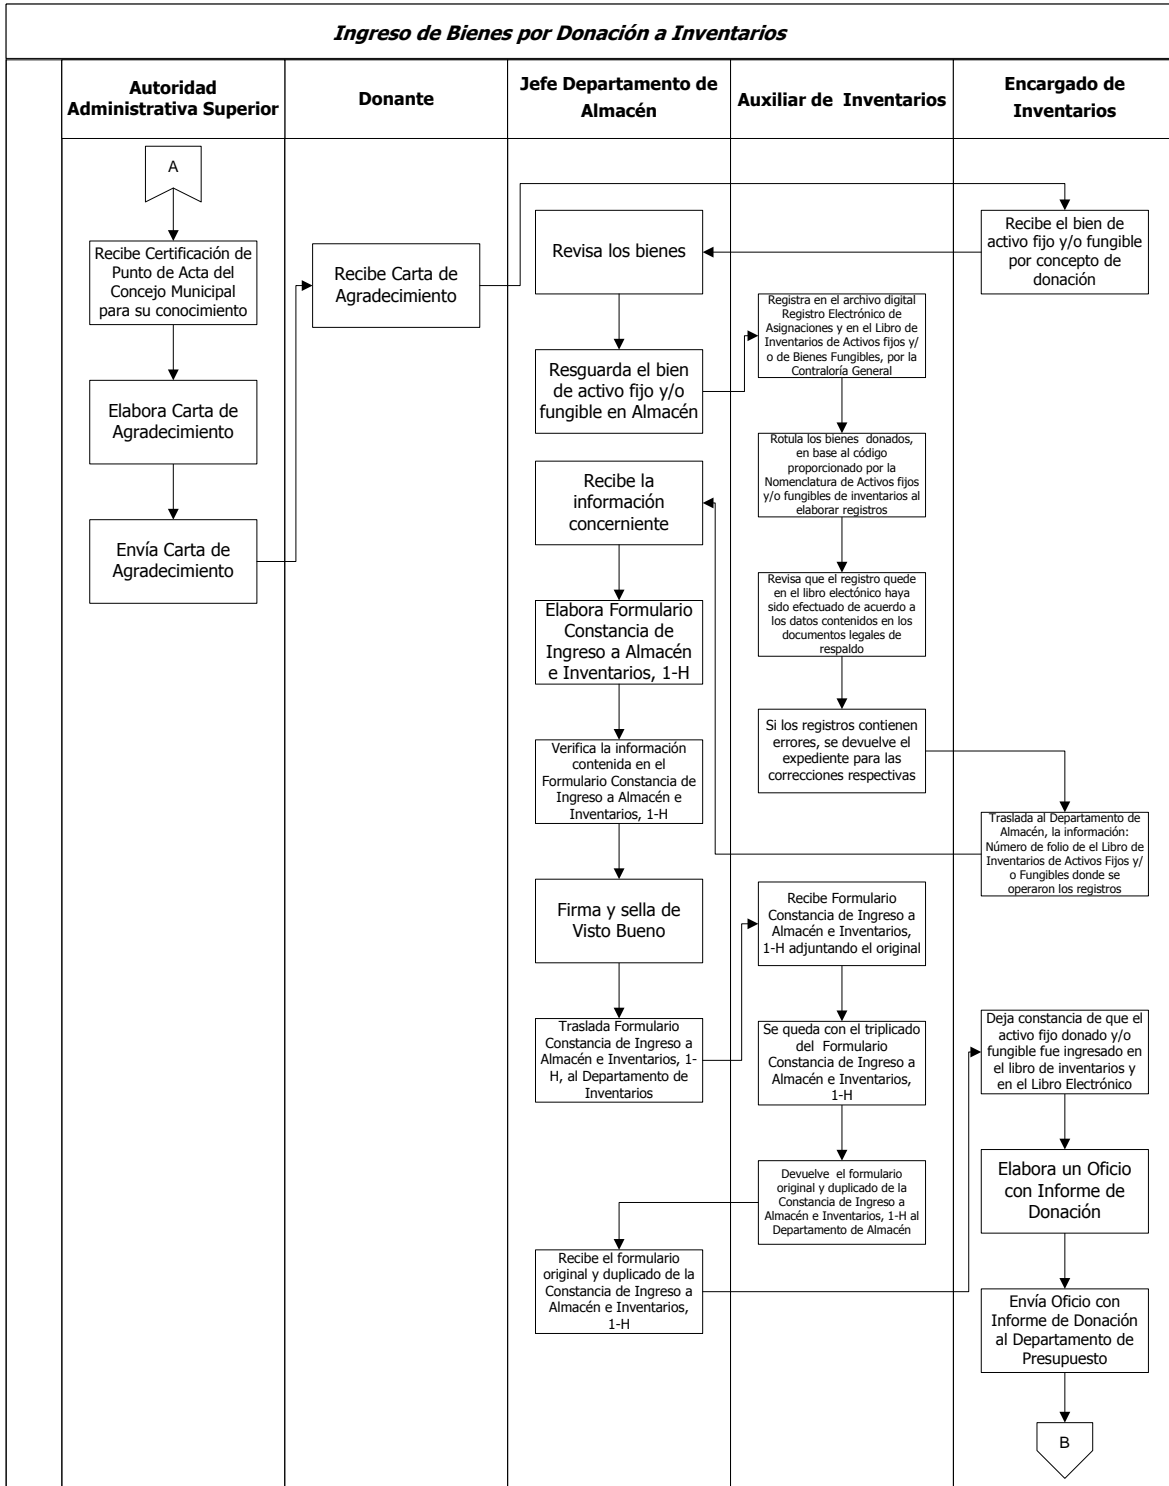 Ingreso de Bienes por Donación a Inventarios
Autoridad
Administrativa Superior
Donante
Jefe Departamento de
Almacén
Auxiliar de Inventarios
Encargado de
Inventarios
A
Recibe Certificación de
Punto de Acta del
Concejo Municipal
para su conocimiento
Elabora Carta de
Agradecimiento
Envía Carta de
Agradecimiento
Recibe Carta de
Agradecimiento
Recibe el bien de
activo fijo y/o fungible
por concepto de
donación
Revisa los bienes
Resguarda el bien
de activo fijo y/o
fungible en Almacén
Registra en el archivo digital
Registro Electrónico de
Asignaciones y en el Libro de
Inventarios de Activos fijos y/
o de Bienes Fungibles, por la
Contraloría General
Rotula los bienes donados,
en base al código
proporcionado por la
Nomenclatura de Activos fijos
y/o fungibles de inventarios al
elaborar registros
Revisa que el registro quede
en el libro electónico haya
sido efectuado de acuerdo a
los datos contenidos en los
documentos legales de
respaldo
Si los registros contienen
errores, se devuelve el
expediente para las
correcciones respectivas
Traslada al Departamento de
Almacén, la información:
Número de folio de el Libro de
Inventarios de Activos Fijos y/
o Fungibles donde se
operaron los registros
Recibe la
información
concerniente
Elabora Formulario
Constancia de
Ingreso a Almacén
e Inventarios, 1-H
Verifica la información
contenida en el
Formulario Constancia de
Ingreso a Almacén e
Inventarios, 1-H
Firma y sella de
Visto Bueno
Traslada Formulario
Constancia de Ingreso a
Almacén e Inventarios, 1-
H, al Departamento de
Inventarios
Recibe Formulario
Constancia de Ingreso a
Almacén e Inventarios,
1-H adjuntando el original
Se queda con el triplicado
del Formulario
Constancia de Ingreso a
Almacén e Inventarios,
1-H
Devuelve el formulario
original y duplicado de la
Constancia de Ingreso a
Almacén e Inventarios, 1-H al
Departamento de Almacén
Recibe el formulario
original y duplicado de la
Constancia de Ingreso a
Almacén e Inventarios,
1-H
Deja constancia de que el
activo fijo donado y/o
fungible fue ingresado en
el libro de inventarios y
en el Libro Electrónico
Elabora un Oficio
con Informe de
Donación
Envía Oficio con
Informe de Donación
al Departamento de
Presupuesto
B